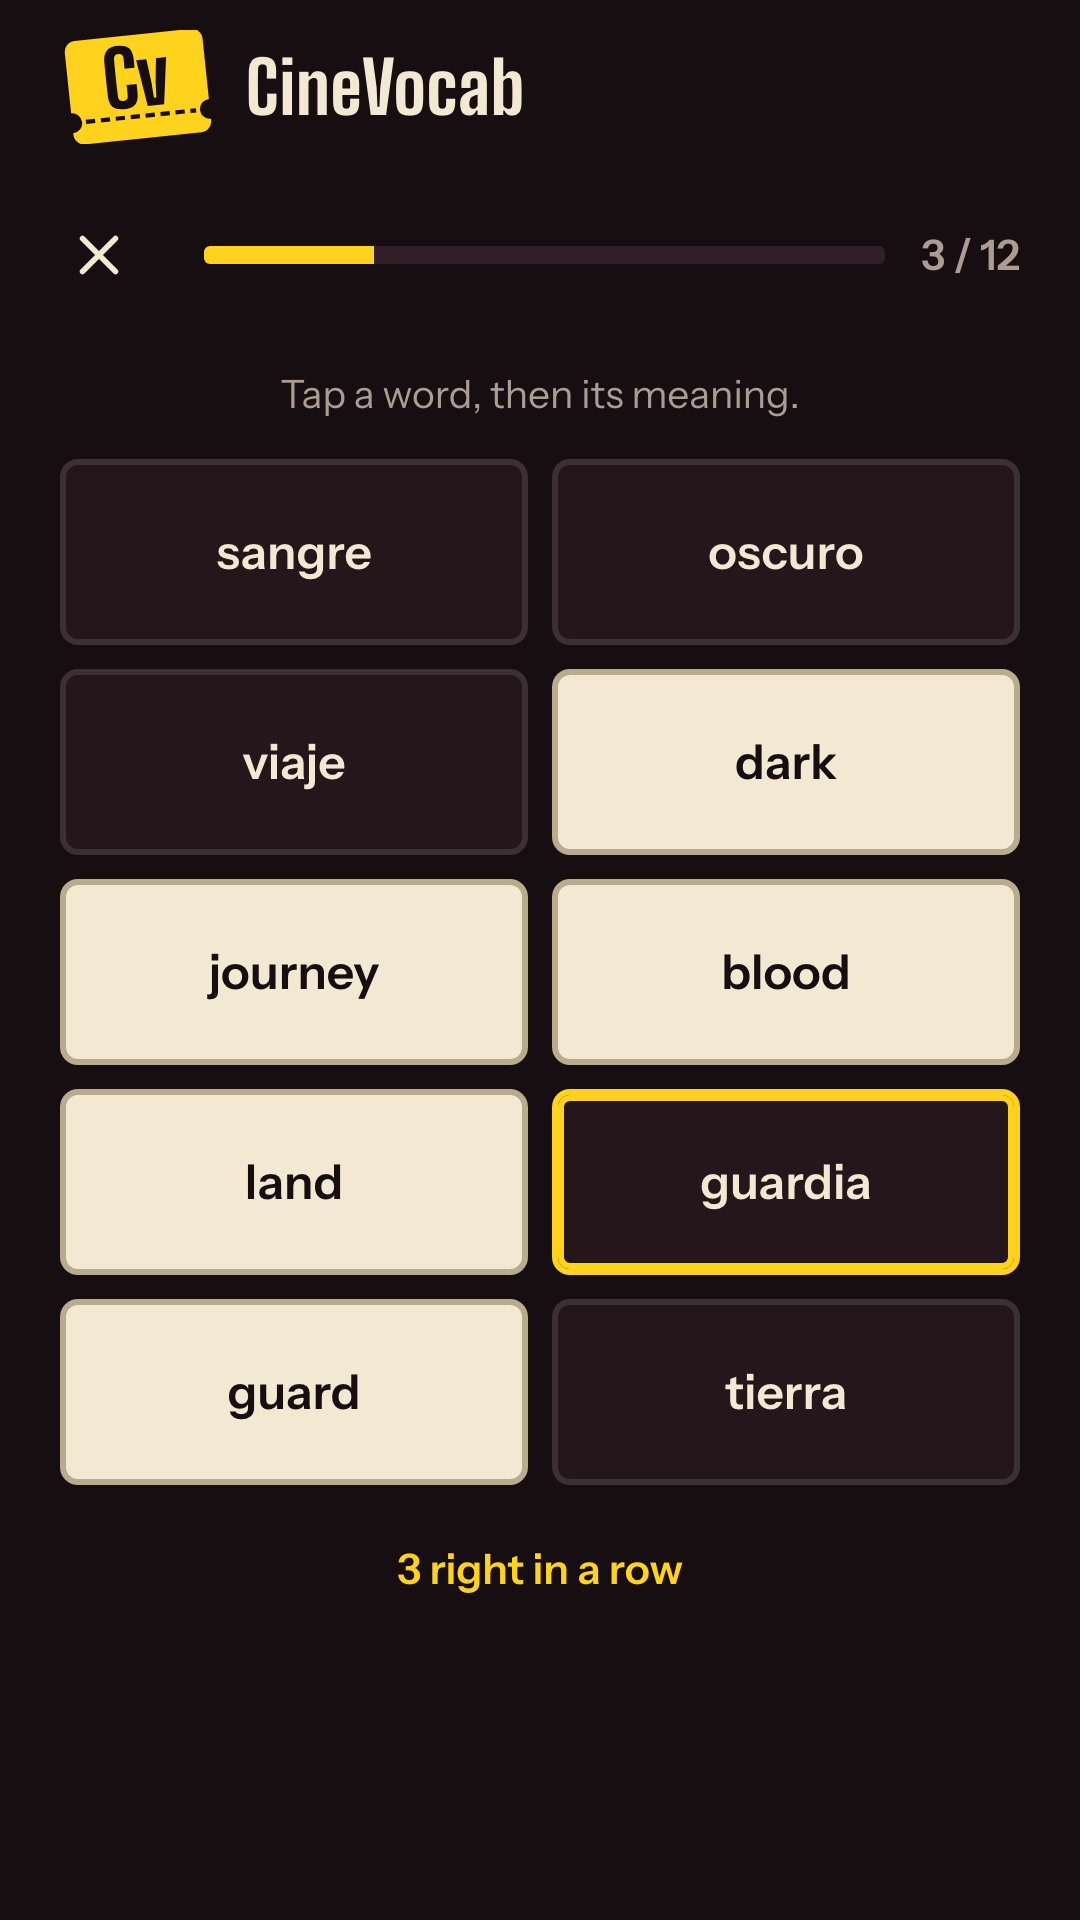 Cv
CineVocab
3 / 12
Tap a word, then its meaning.
sangre
oscuro
viaje
dark
journey
blood
land
guardia
guard
tierra
3 right in a row